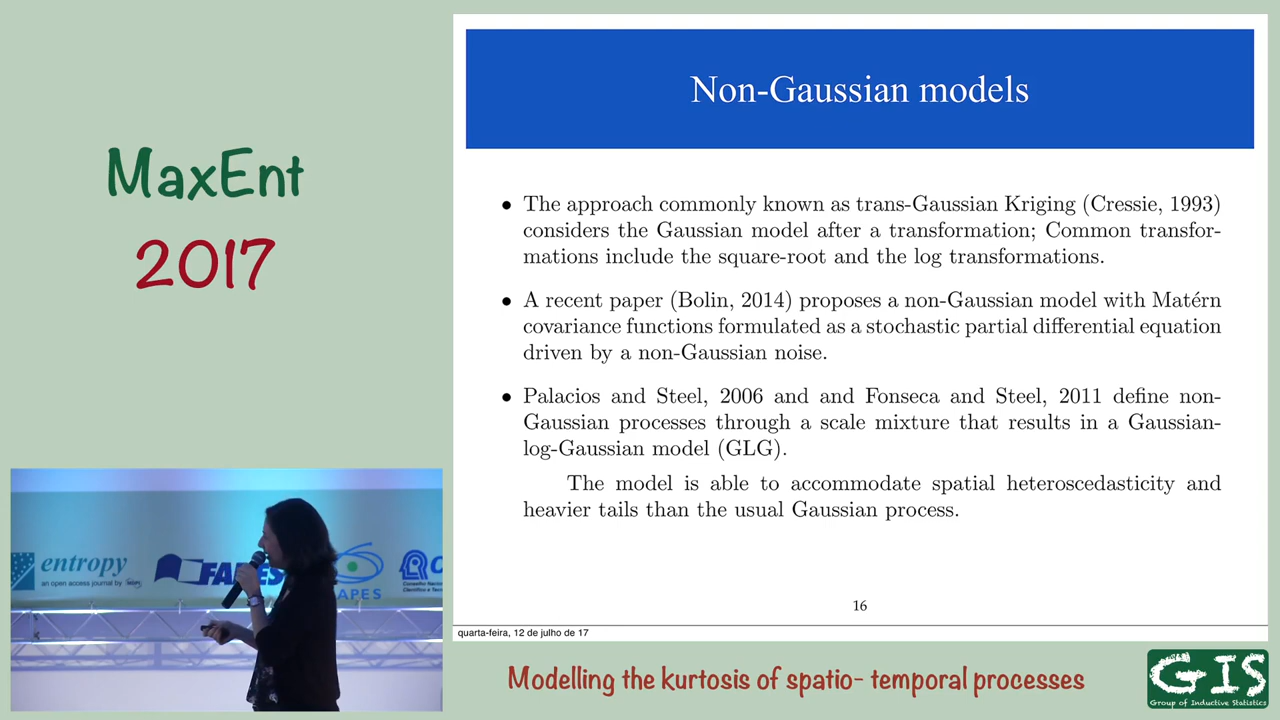 MaxEnt
2017
Non-Gaussian models
• The approach commonly known as trans-Gaussian Kriging (Cressie, 1993)
considers the Gaussian model after a transformation; Common transfor-
mations include the square-root and the log transformations.
• A recent paper (Bolin, 2014) proposes a non-Gaussian model with Matérn
covariance functions formulated as a stochastic partial differential equation
driven by a non-Gaussian noise.
• Palacios and Steel, 2006 and and Fonseca and Steel, 2011 define non-
Gaussian processes through a scale mixture that results in a Gaussian-
log-Gaussian model (GLG).
The model is able to accommodate spatial heteroscedasticity and
heavier tails than the usual Gaussian process.
16
quarta-feira, 12 de julho de 17
entropy
an open access journal by
APES
Modelling the kurtosis of spatio- temporal processes
GIS
Group of Inductive Statistics